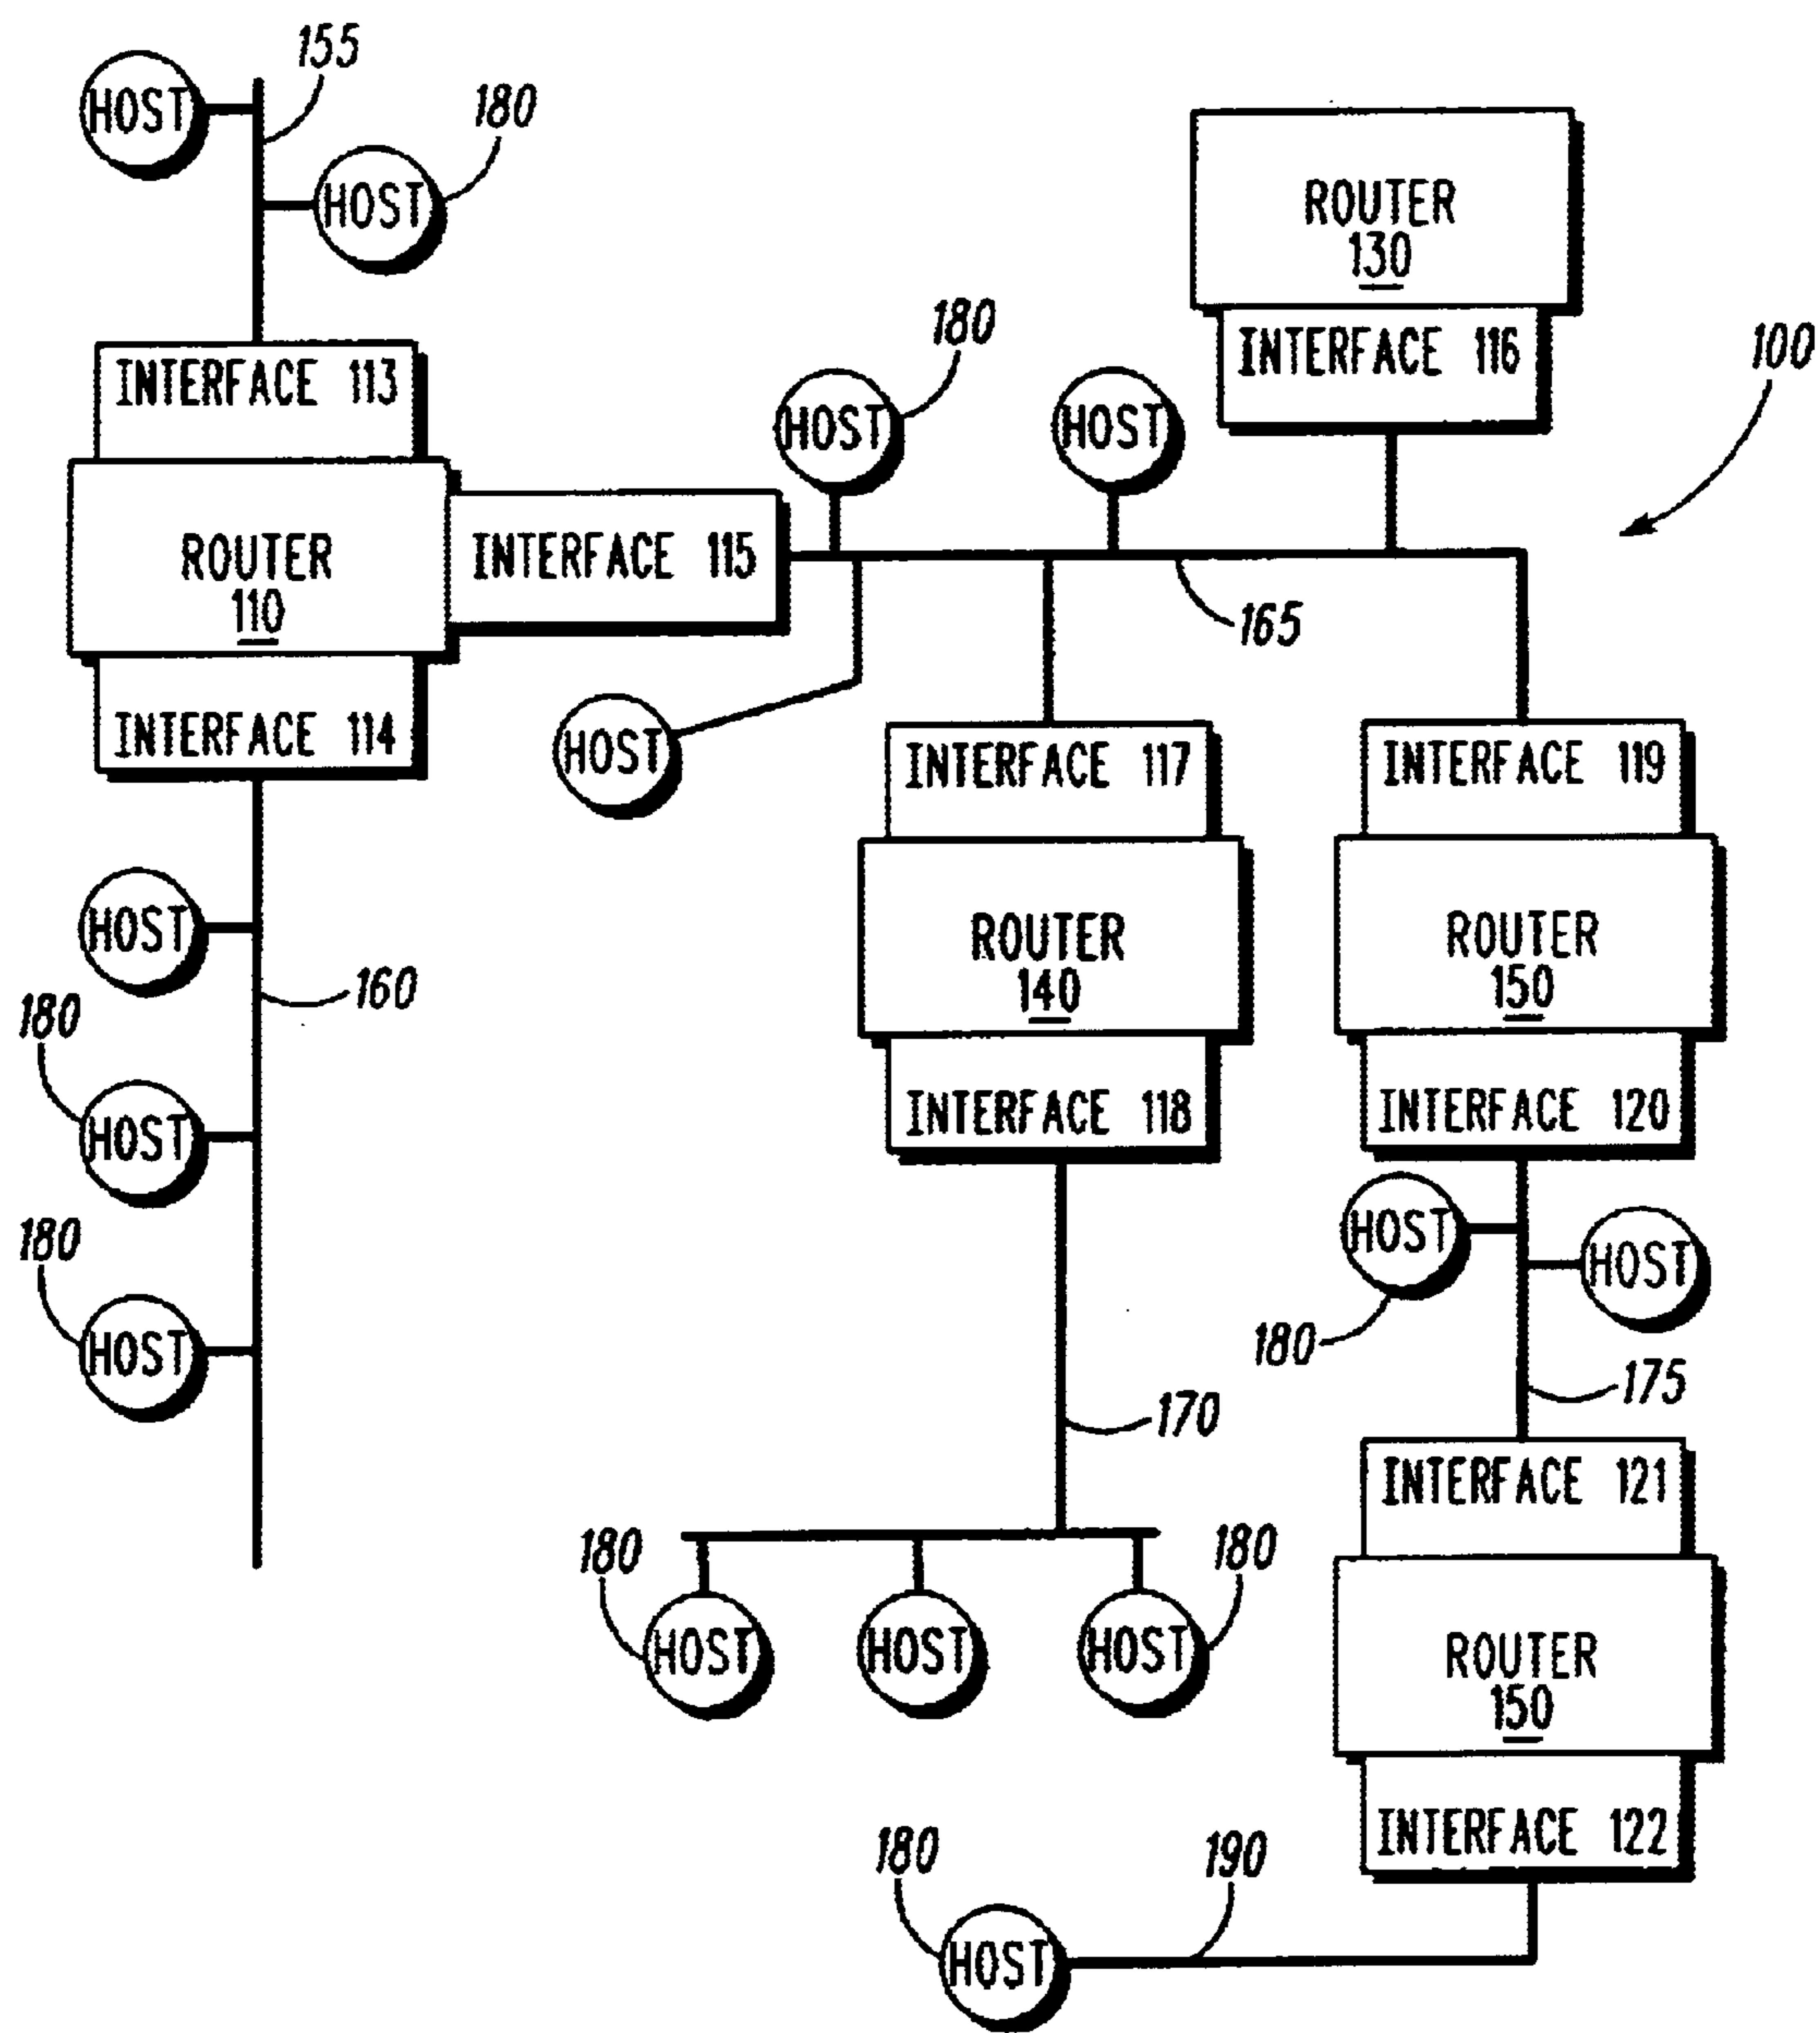 155
HOST
180
HOST
ROUTER
130
INTERFACE 116
100
INTERFACE 113
180
HOST
HOST
ROUTER
110
INTERFACE 115
165
INTERFACE 114
HOST
INTERFACE 117
INTERFACE 119
HOST
160
ROUTER
140
ROUTER
150
180
HOST
INTERFACE 118
INTERFACE 120
180
HOST
HOST
HOST
180
175
170
INTERFACE 121
180
HOST
HOST
180
HOST
ROUTER
150
INTERFACE 122
180
HOST
190